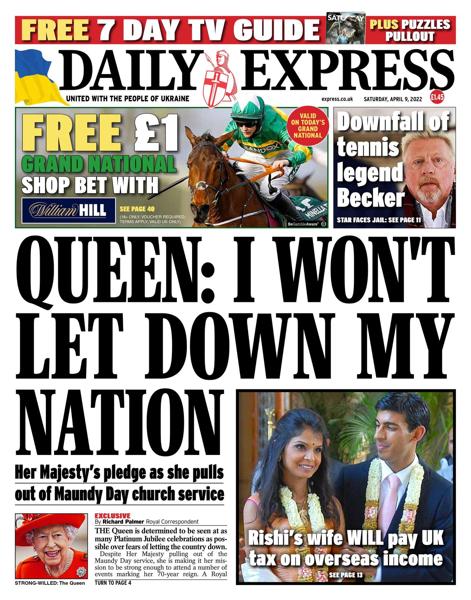 FREE 7 DAY TV GUIDE
PLUS PUZZLES
PULLOUT
DAILY EXPRESS
UNITED WITH THE PEOPLE OF UKRAINE
express.co.uk
SATURDAY, APRIL 9, 2022
£1.45
FREE £1
GRAND NATIONAL
SHOP BET WITH
William HILL
SEE PAGE 40
(18+ ONLY. VOUCHER REQUIRED.
TERMS APPLY, VALID UK ONLY)
VALID
ON TODAY'S
GRAND
NATIONAL
BeGambleAware
Downfall of
tennis
legend
Becker
STAR FACES JAIL: SEE PAGE 11
QUEEN: I WON'T
LET DOWN MY
NATION
Her Majesty's pledge as she pulls
out of Maundy Day church service
EXCLUSIVE
By Richard Palmer Royal Correspondent
THE Queen is determined to be seen at as
many Platinum Jubilee celebrations as pos-
sible over fears of letting the country down.
Despite Her Majesty pulling out of the
Maundy Day service, she is making it her mis-
sion to be strong enough to attend a number of
events marking her 70-year reign. A Royal
TURN TO PAGE 4
STRONG-WILLED: The Queen
Rishi's wife WILL pay UK
tax on overseas income
SEE PAGE 13